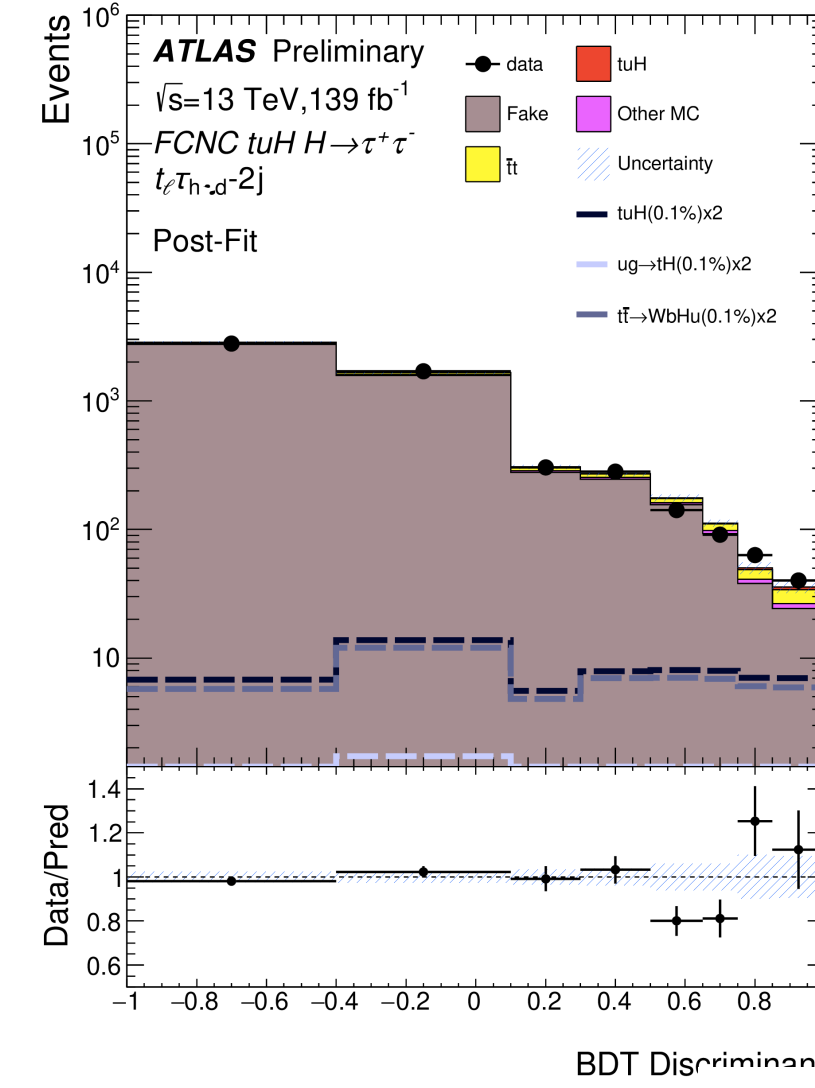 Events
10⁶
10⁵
10⁴
10³
10²
10
ATLAS Preliminary
√s=13 TeV,139 fb⁻¹
FCNC tuH H→τ⁺τ⁻
-2j
Post-Fit
data
Fake
t̄t
tuH
Other MC
Uncertainty
tuH(0.1%)x2
ug→tH(0.1%)x2
tt̄→WbHu(0.1%)x2
Data/Pred
1.4
1.2
1
0.8
0.6
−1 −0.8 −0.6 −0.4 −0.2 0 0.2 0.4 0.6 0.8
BDT